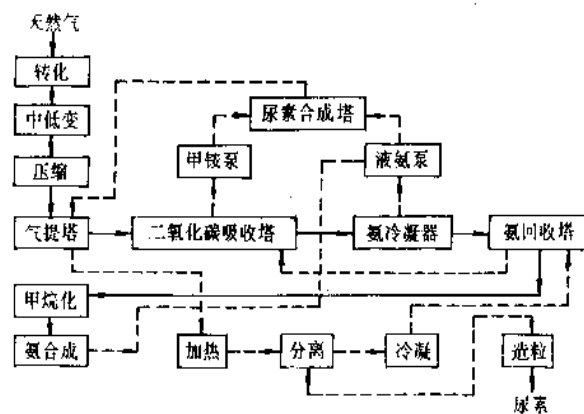 天然气
转化
中低变
尿素合成塔
压缩
甲铵泵
液氨泵
气提塔
二氧化碳吸收塔
氨冷凝器
氨回收塔
甲烷化
氨合成
加热
分离
冷凝
造粒
尿素